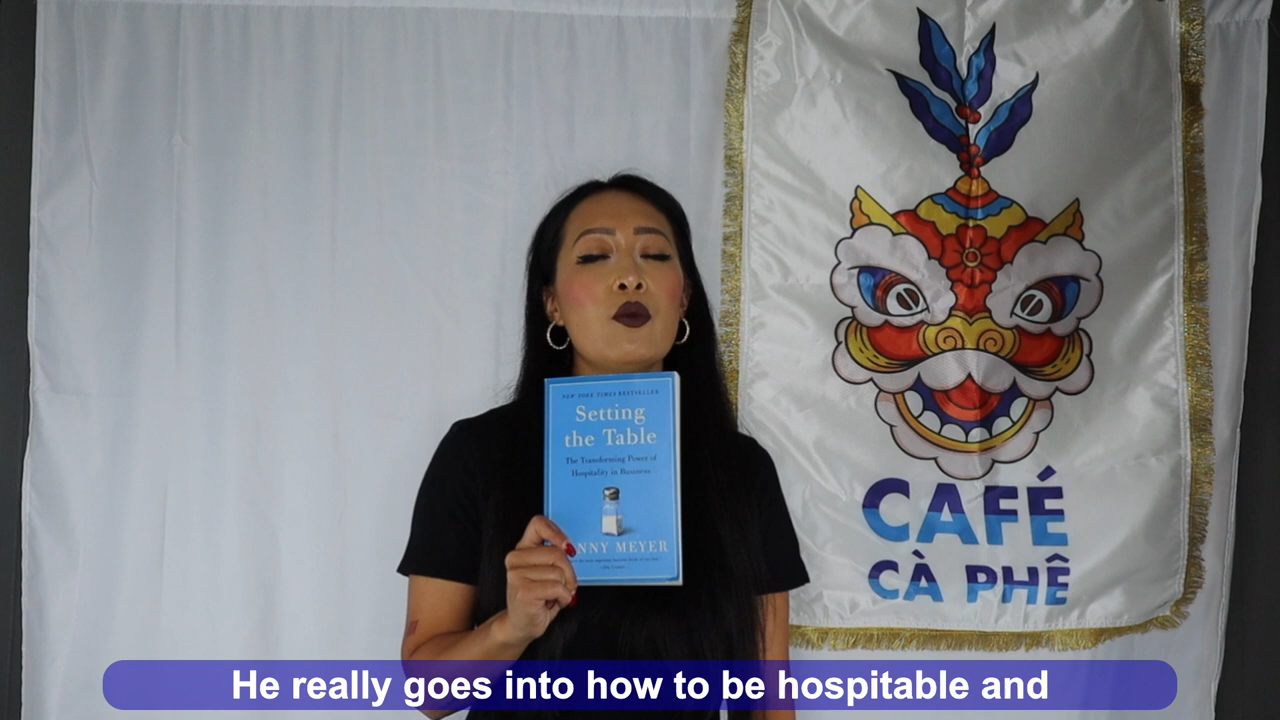 NEW YORK TIMES BESTSELLER
Setting
the Table
The Transforming Power of
Hospitality in Business
NNY MEYER
CAFÉ
CÀ PHÊ
He really goes into how to be hospitable and